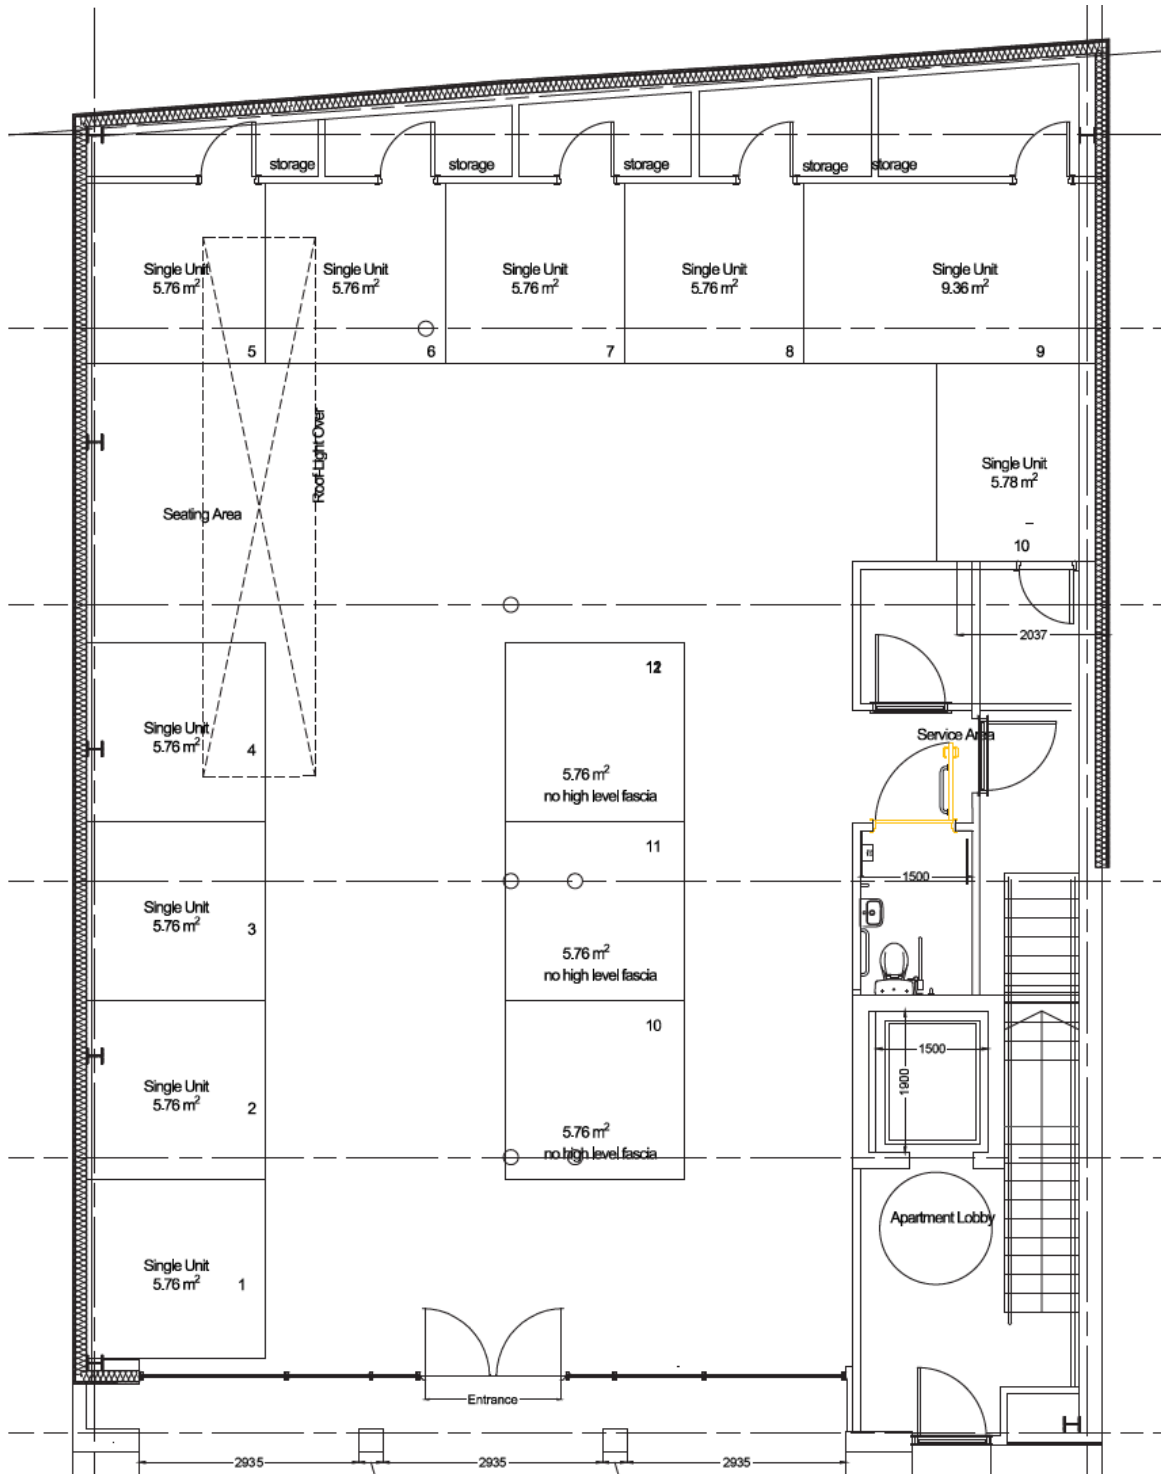 storage
storage
storage
storage
storage
Single Unit
5.76 m²
Single Unit
5.76 m²
Single Unit
5.76 m²
Single Unit
5.76 m²
Single Unit
9.36 m²
5
6
7
8
9
Roof-Light Over
Seating Area
Single Unit
5.78 m²
10
2037
Single Unit
5.76 m²
4
5.76 m²
no high level fascia
Service Area
Single Unit
5.76 m²
3
11
5.76 m²
no high level fascia
1500
Single Unit
5.76 m²
2
10
5.76 m²
no high level fascia
1500
1900
Apartment Lobby
Single Unit
5.76 m²
1
Entrance
2935
2935
2935